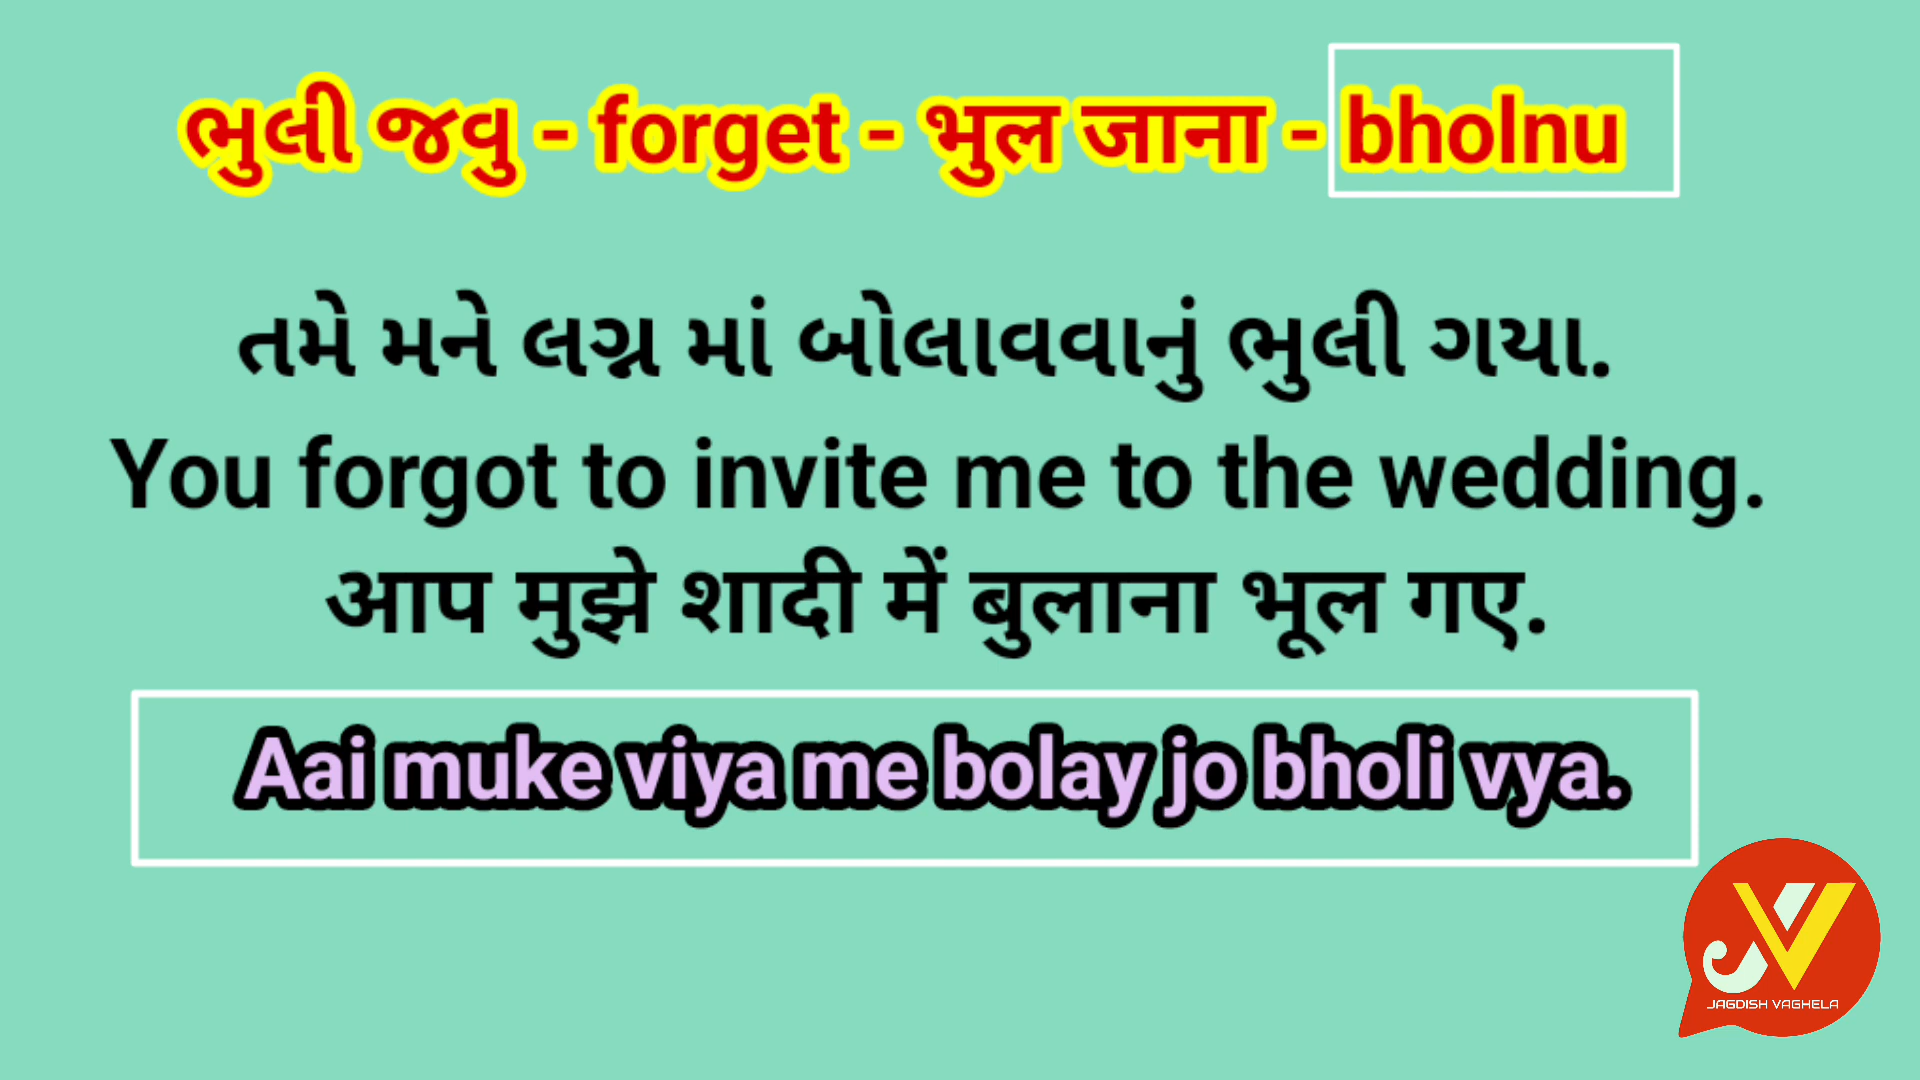 ભુલી જવુ - forget - भुल जाना - bholnu
તમે મને લગ્ન માં બોલાવવાનું ભુલી ગયા.
You forgot to invite me to the wedding.
आप मुझे शादी में बुलाना भूल गए.
Aai muke viya me bolay jo bholi vya.
JAGDISH VAGHELA